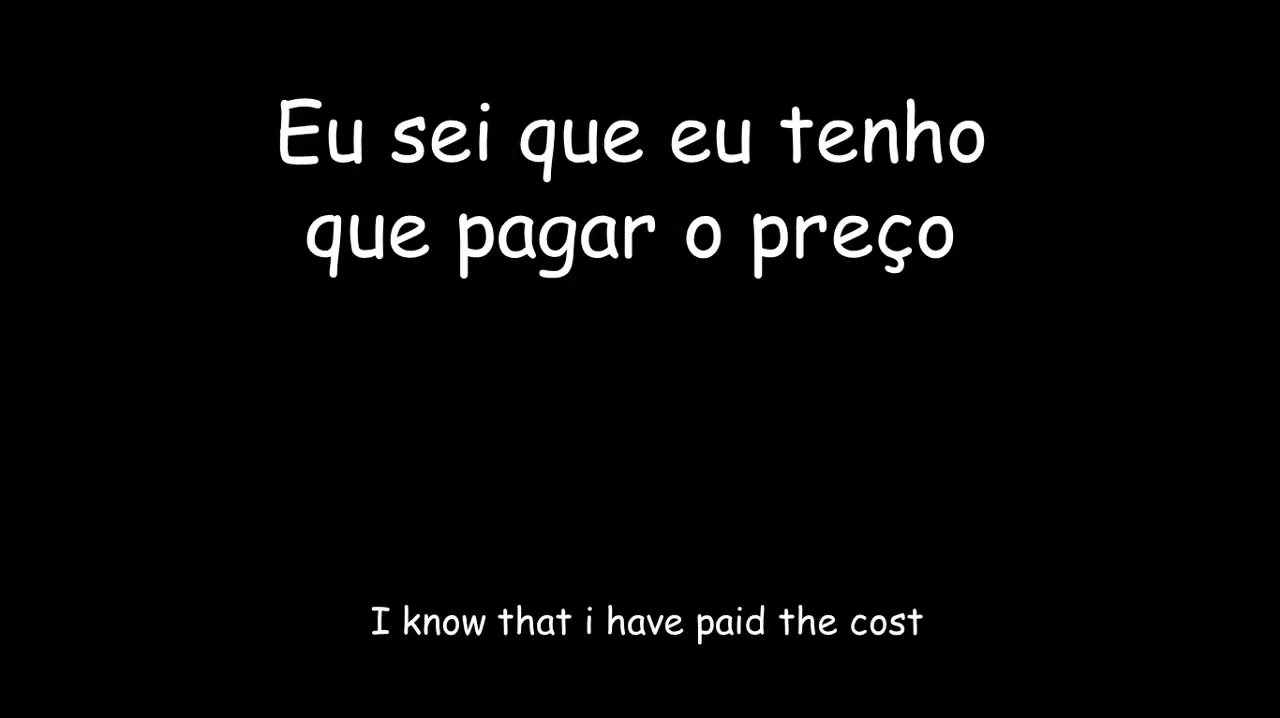 Eu sei que eu tenho
que pagar o preço
I know that i have paid the cost